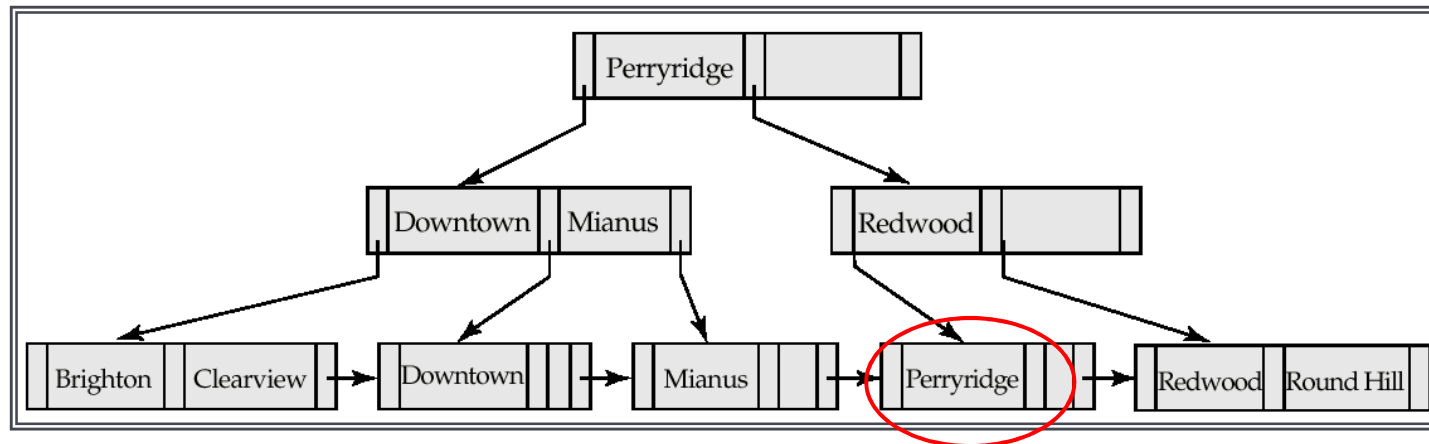 Perryridge
Downtown Mianus
Redwood
Brighton Clearview
Downtown
Mianus
Perryridge
Redwood Round Hill